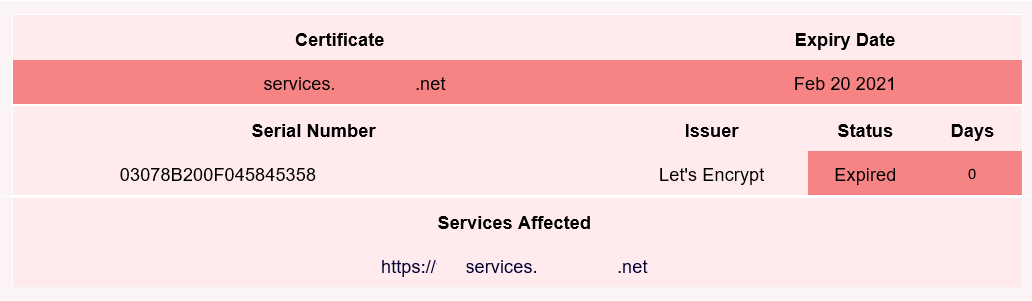 Certificate Expiry Date
services. .net Feb 20 2021
Serial Number Issuer Status Days
03078B200F045845358 Let's Encrypt Expired 0
Services Affected
https:// services. .net